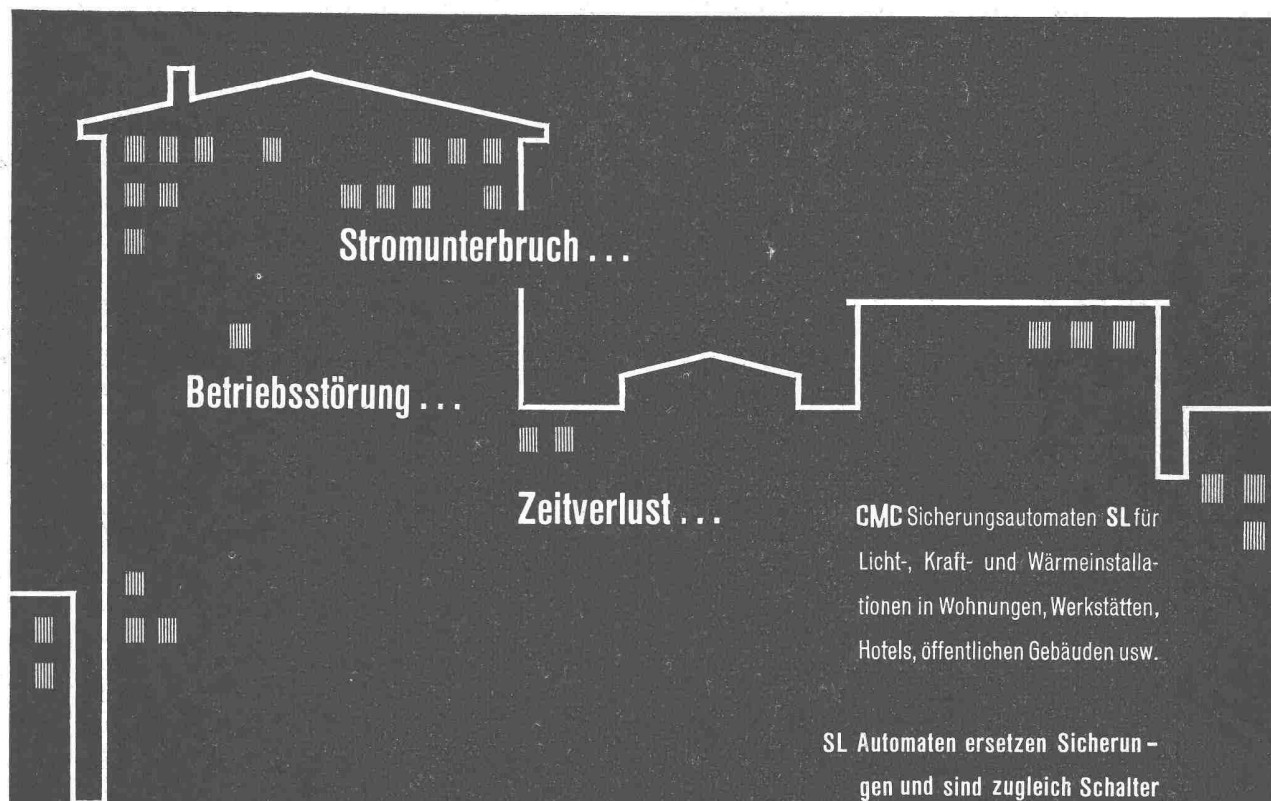 Stromunterbruch . . .
Betriebsstörung . . .
Zeitverlust . . .
CMC Sicherungsautomaten SL für
Licht-, Kraft- und Wärmeinstalla-
tionen in Wohnungen, Werkstätten,
Hotels, öffentlichen Gebäuden usw.
SL Automaten ersetzen Sicherun-
gen und sind zugleich Schalter